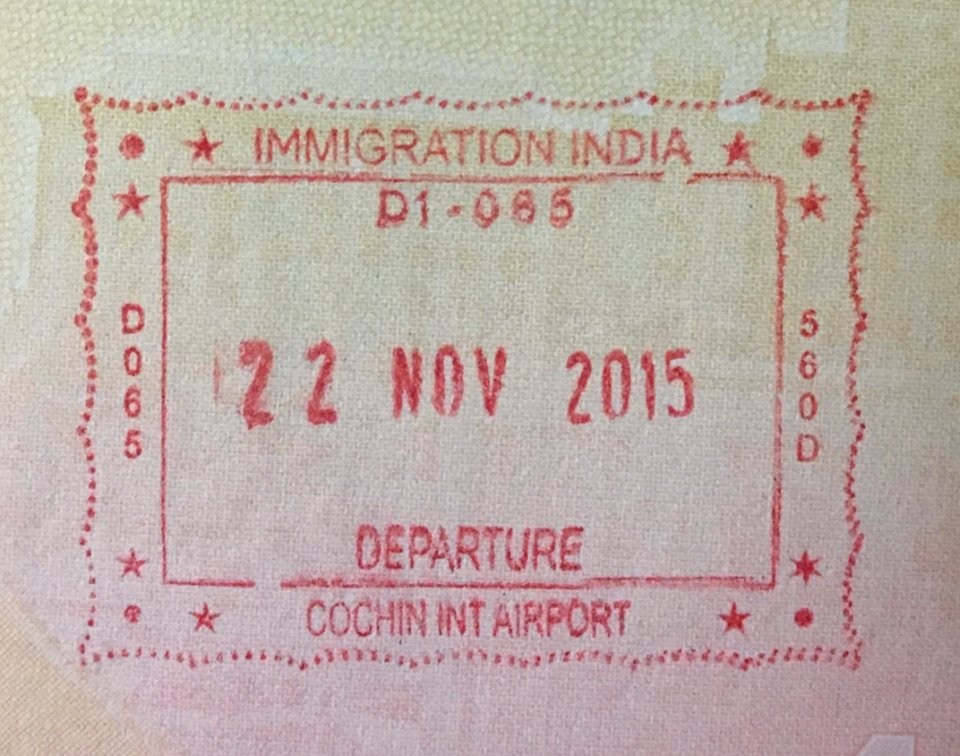 IMMIGRATION INDIA
D1-065
D065
560D
22 NOV 2015
DEPARTURE
COCHIN INT AIRPORT